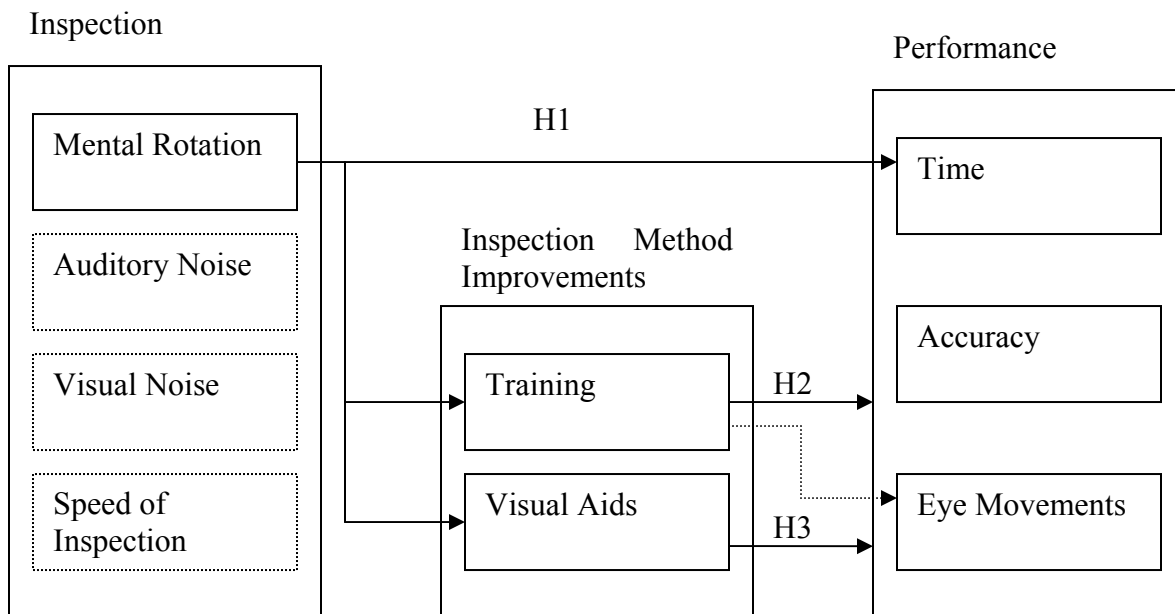 Inspection
Mental Rotation
Auditory Noise
Visual Noise
Speed of
Inspection
H1
Inspection Method
Improvements
Training
Visual Aids
H2
H3
Performance
Time
Accuracy
Eye Movements